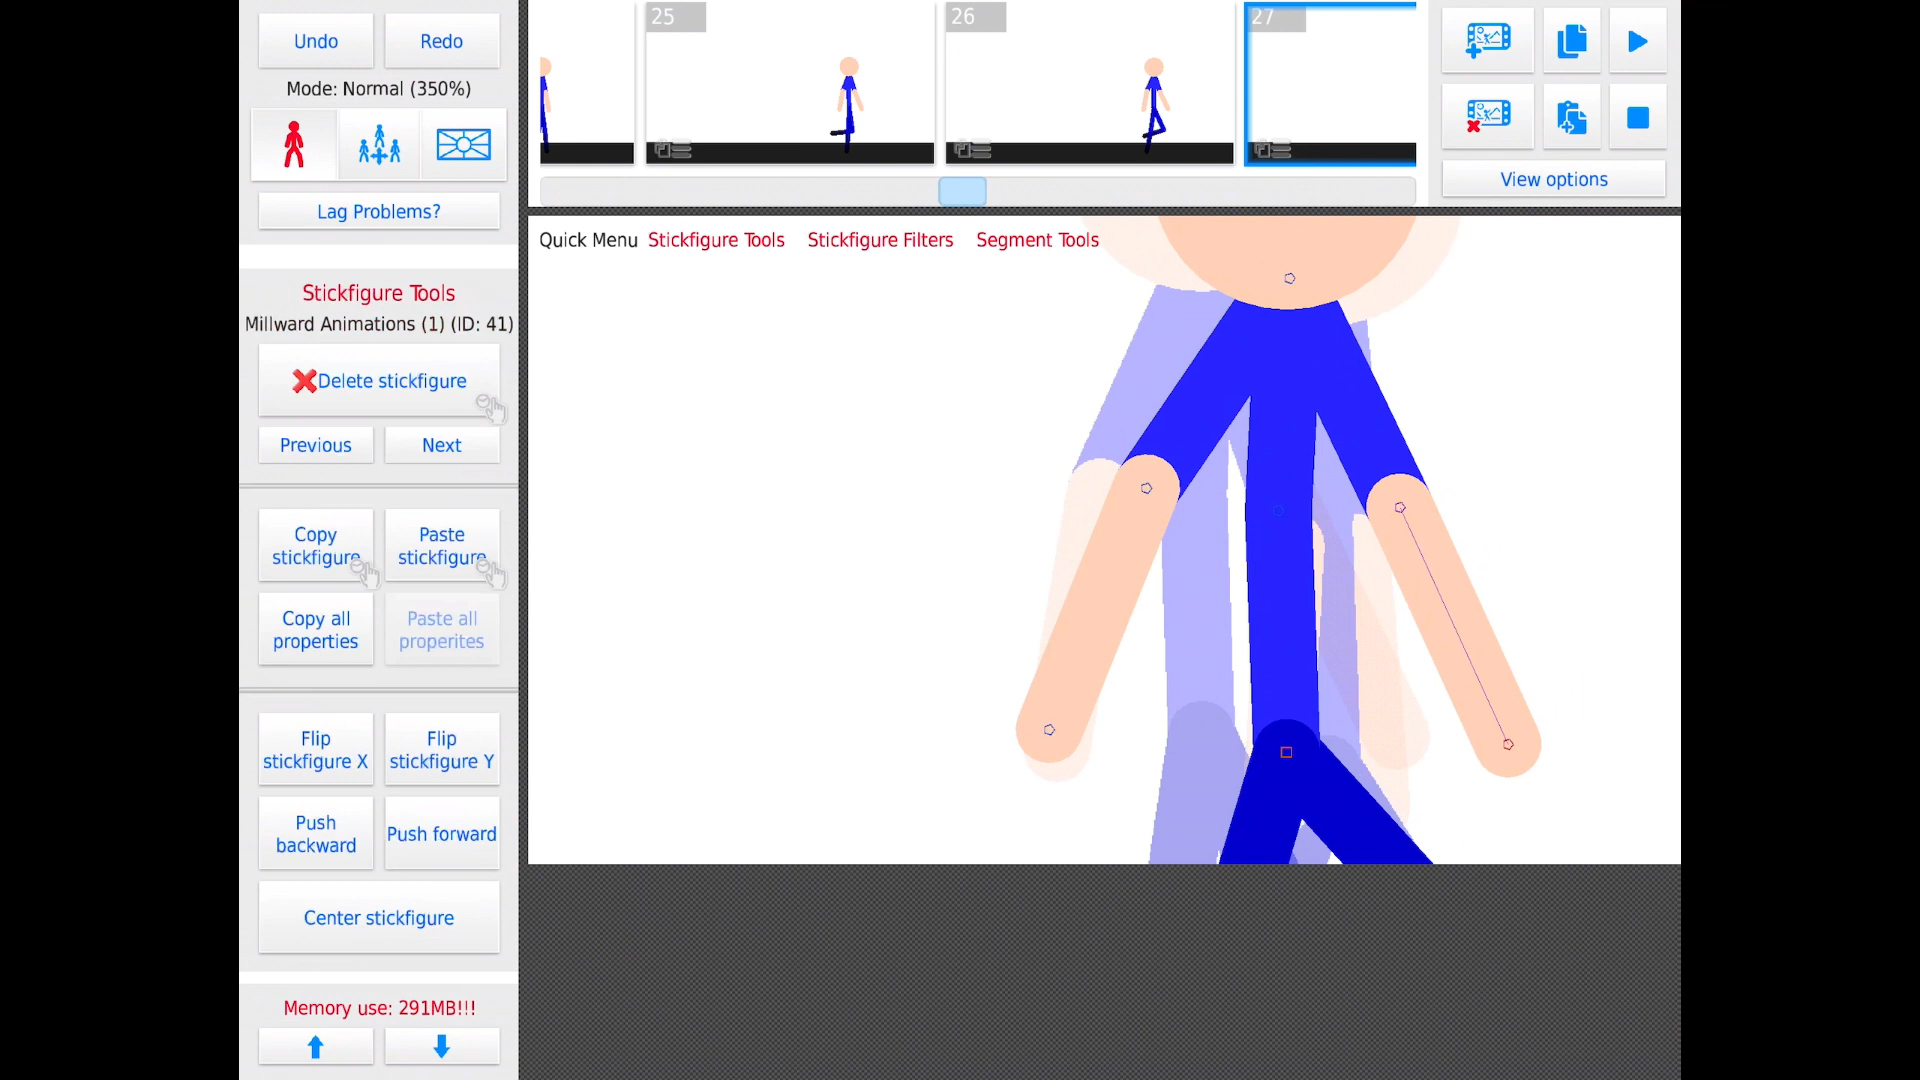 Undo
Redo
Mode: Normal (350%)
Lag Problems?
Stickfigure Tools
Millward Animations (1) (ID: 41)
Delete stickfigure
Previous
Next
Copy
stickfigure
Paste
stickfigure
Copy all
properties
Paste all
properites
Flip
stickfigure X
Flip
stickfigure Y
Push
backward
Push forward
Center stickfigure
Memory use: 291MB!!!
25
26
27
View options
Quick Menu
Stickfigure Tools
Stickfigure Filters
Segment Tools